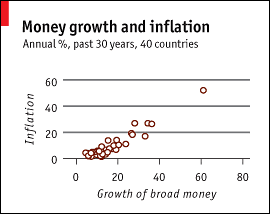 Money growth and inflation
Annual %, past 30 years, 40 countries
60
40
20
0
Inflation
0 20 40 60 80
Growth of broad money